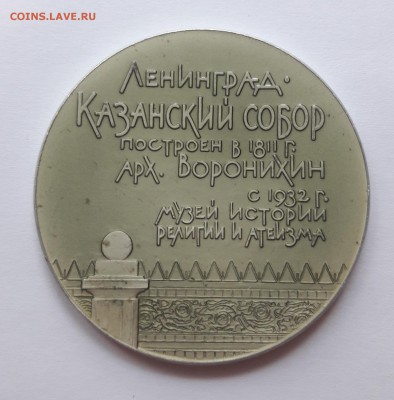 COINS.LAVE.RU
ЛЕНИНГРАД·
КАЗАНСКИЙ СОБОР
ПОСТРОЕН В 1811 Г.
АРХ. ВОРОНИХИН
С 1932 Г.
МУЗЕЙ ИСТОРИИ
РЕЛИГИИ И АТЕИЗМА